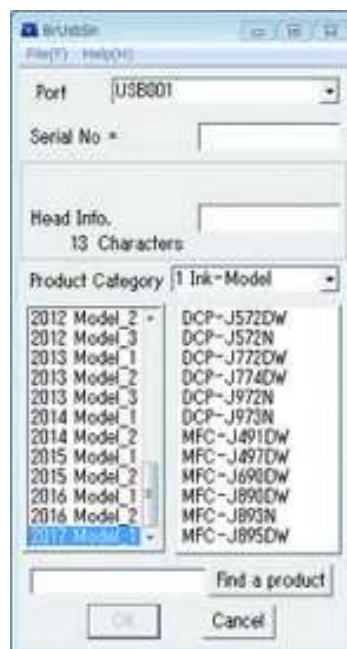 BrUsbSn
File(F) Help(H)
Port USB001
Serial No =
Head Info.
13 Characters
Product Category 1 Ink-Model
2012 Model_2
2012 Model_3
2013 Model_1
2013 Model_2
2013 Model_3
2014 Model_1
2014 Model_2
2015 Model_1
2015 Model_2
2016 Model_1
2016 Model_2
2017 Model_1
DCP-J572DW
DCP-J572N
DCP-J772DW
DCP-J774DW
DCP-J972N
DCP-J973N
MFC-J491DW
MFC-J497DW
MFC-J690DW
MFC-J890DW
MFC-J893N
MFC-J895DW
Find a product
OK Cancel